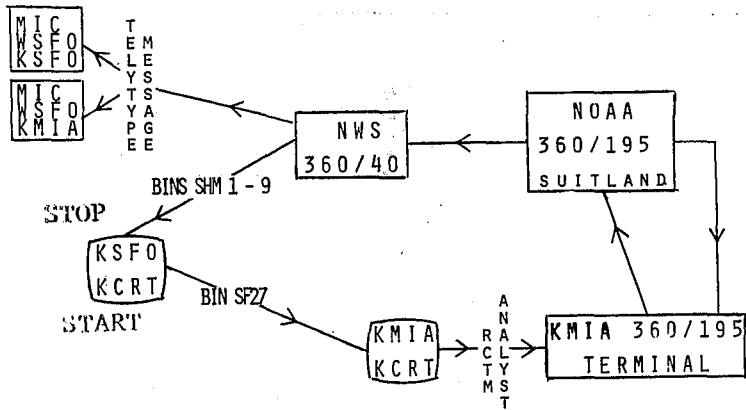 MIC
WSFO
KSFO
MIC
WSFO
KMIA
TELYTYPE
MESSAGE
NWS
360/40
NOAA
360/195
SUITLAND
BINS SHM 1-9
STOP
KSFO
KCRT
START
BIN SF27
KMIA
KCRT
RCTM
ANALYST
KMIA 360/195
TERMINAL